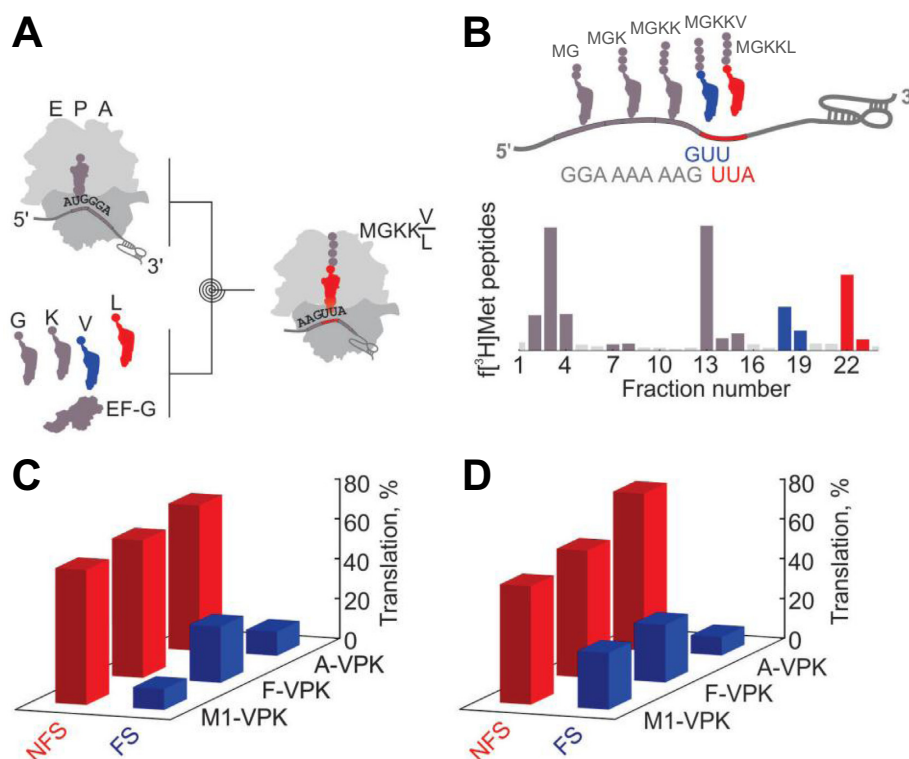 A
E P A
AUGGGA
5'
3'
G K V L
EF-G
MGKK V/L
AAGUUA
B
MG MGK MGKK MGKKV
MGKKL
3'
5'
GUU
GGA AAA AAG UUA
f[³H]Met peptides
1 4 7 10 13 16 19 22
Fraction number
C
80
60
40
20
0
Translation, %
A-VPK
F-VPK
M1-VPK
NFS FS
D
80
60
40
20
0
Translation, %
A-VPK
F-VPK
M1-VPK
NFS FS